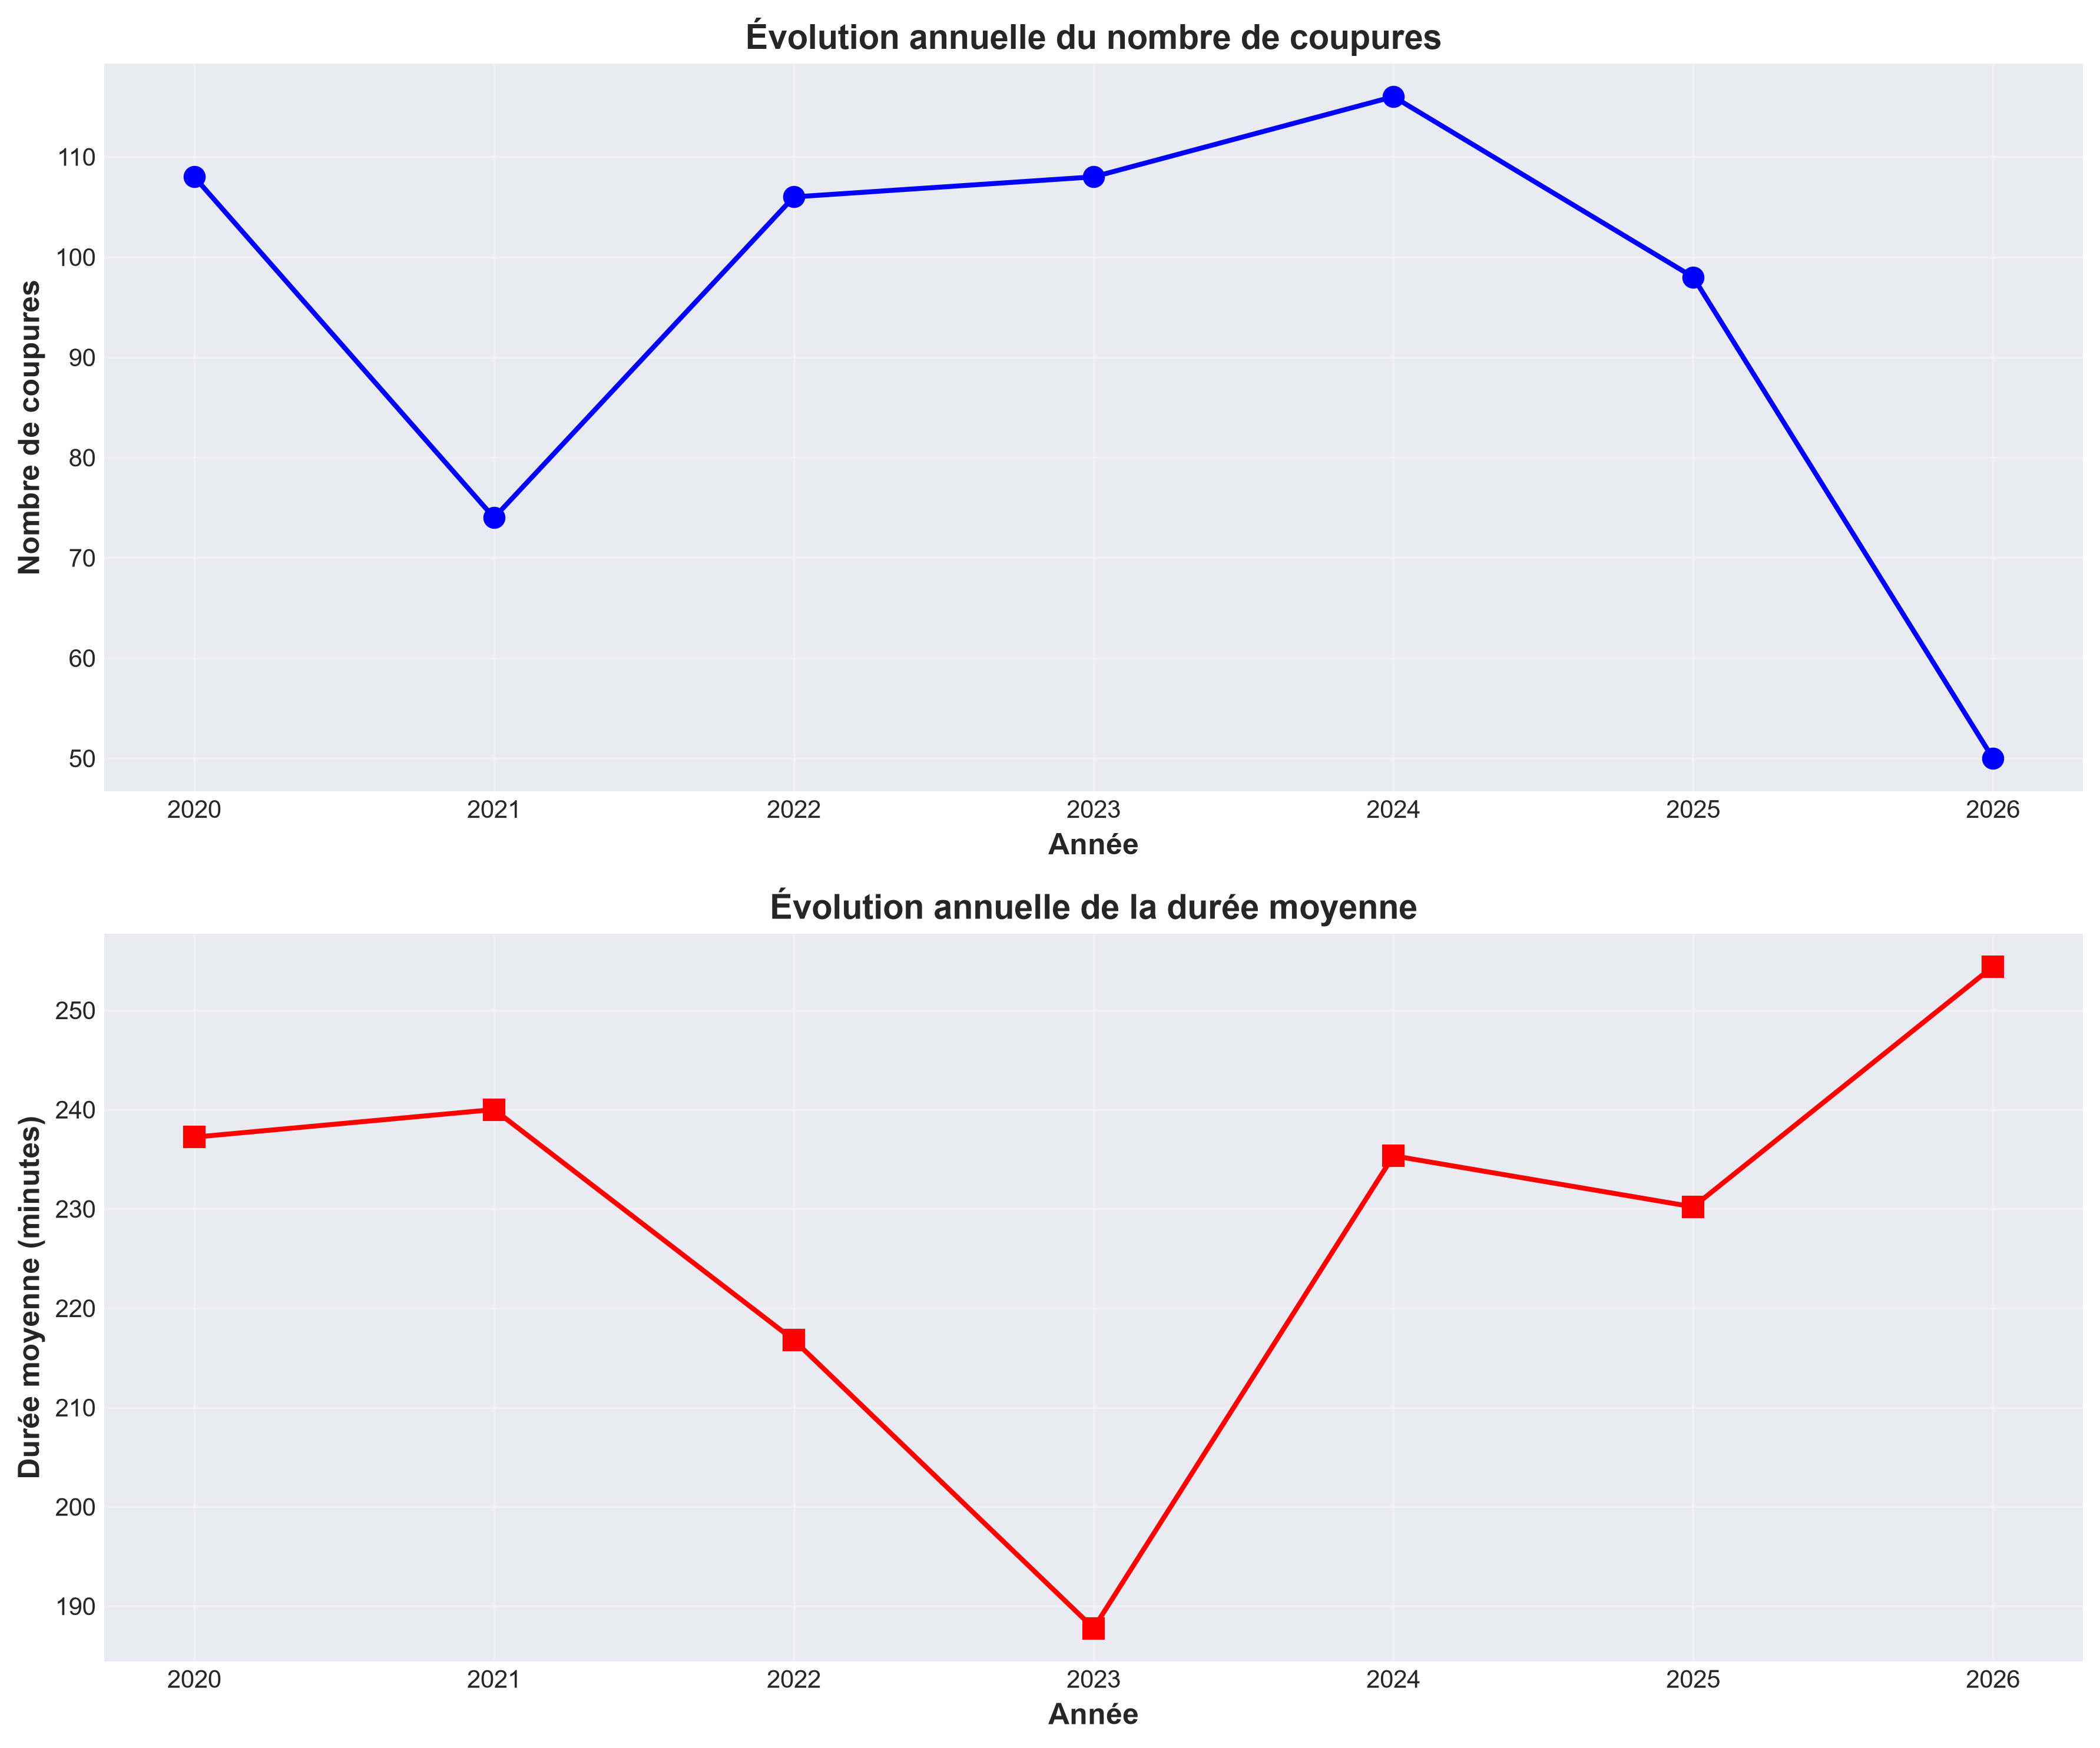 Évolution annuelle du nombre de coupures
Nombre de coupures
110
100
90
80
70
60
50
2020 2021 2022 2023 2024 2025 2026
Année
Évolution annuelle de la durée moyenne
Durée moyenne (minutes)
250
240
230
220
210
200
190
2020 2021 2022 2023 2024 2025 2026
Année